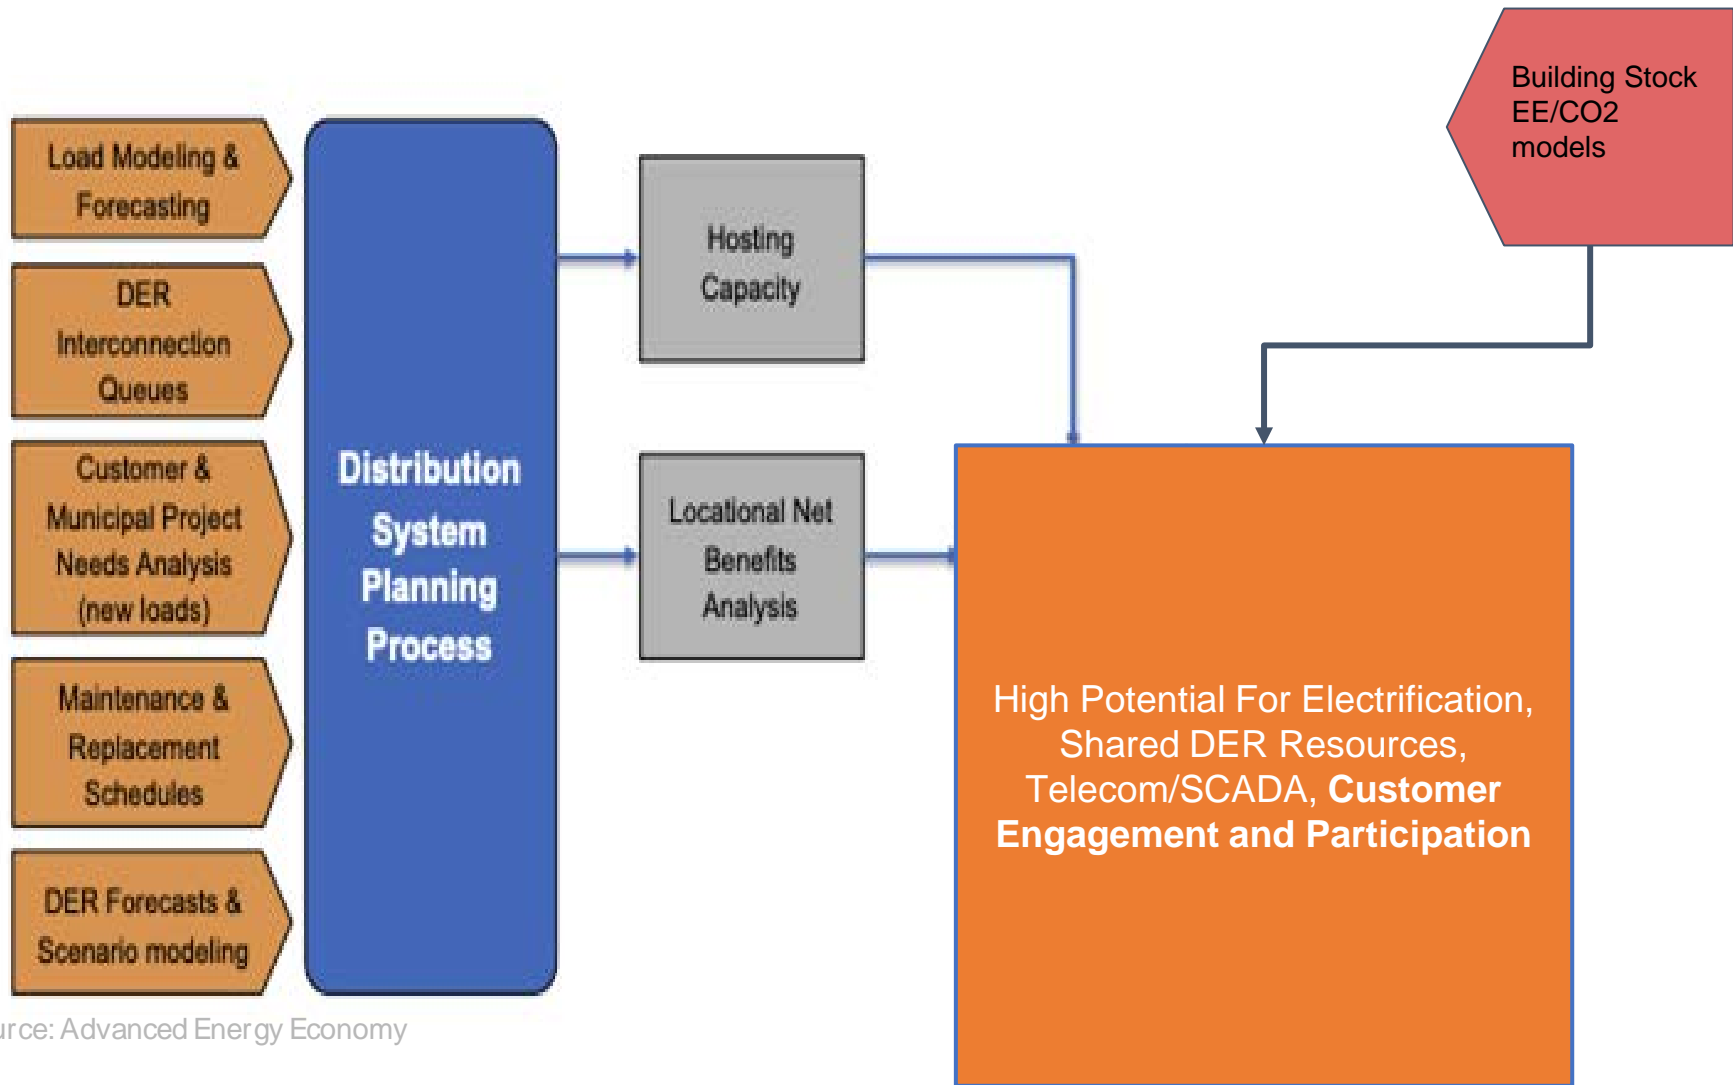 Load Modeling &
Forecasting
DER
Interconnection
Queues
Customer &
Municipal Project
Needs Analysis
(new loads)
Maintenance &
Replacement
Schedules
DER Forecasts &
Scenario modeling
Distribution
System
Planning
Process
Hosting
Capacity
Locational Net
Benefits
Analysis
Building Stock
EE/CO2
models
High Potential For Electrification,
Shared DER Resources,
Telecom/SCADA, Customer
Engagement and Participation
urce: Advanced Energy Economy